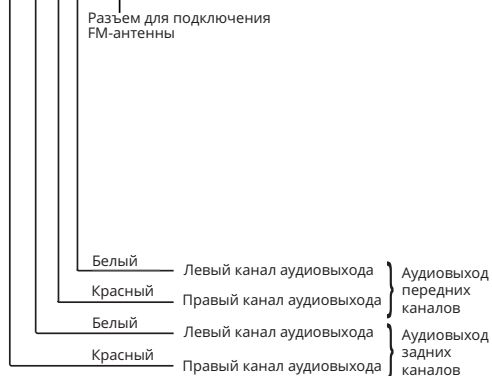 Разъем для подключения
FM-антенны
Белый
Левый канал аудиовыхода
Красный
Правый канал аудиовыхода
Аудиовыход
передних
каналов
Белый
Левый канал аудиовыхода
Красный
Правый канал аудиовыхода
Аудиовыход
задних
каналов